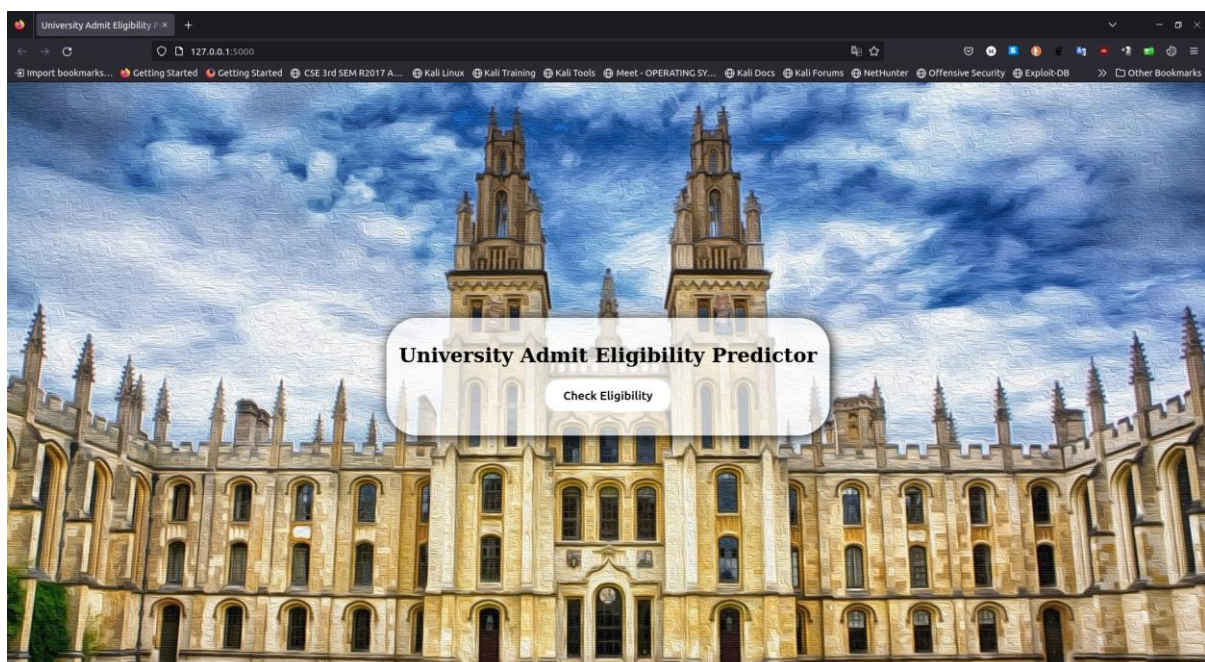 University Admit Eligibility P
127.0.0.1:5000
Import bookmarks... Getting Started Getting Started CSE 3rd SEM R2017 A... Kali Linux Kali Training Kali Tools Meet - OPERATING SY... Kali Docs Kali Forums NetHunter Offensive Security Exploit-DB Other Bookmarks
University Admit Eligibility Predictor
Check Eligibility